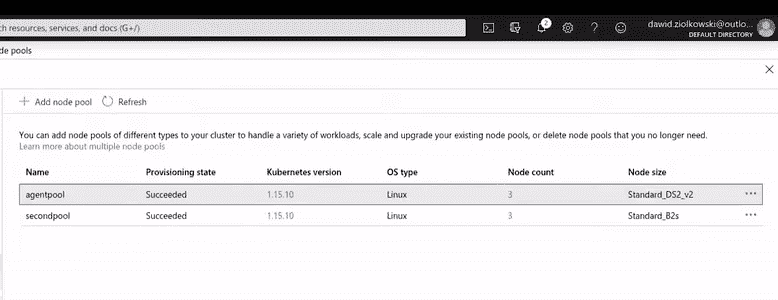 ch resources, services, and docs (G+/)
2
dawid.ziolkowski@outlo...
DEFAULT DIRECTORY
de pools
Add node pool Refresh
You can add node pools of different types to your cluster to handle a variety of workloads, scale and upgrade your existing node pools, or delete node pools that you no longer need.
Learn more about multiple node pools
Name Provisioning state Kubernetes version OS type Node count Node size
agentpool Succeeded 1.15.10 Linux 3 Standard_DS2_v2 ...
secondpool Succeeded 1.15.10 Linux 3 Standard_B2s ...